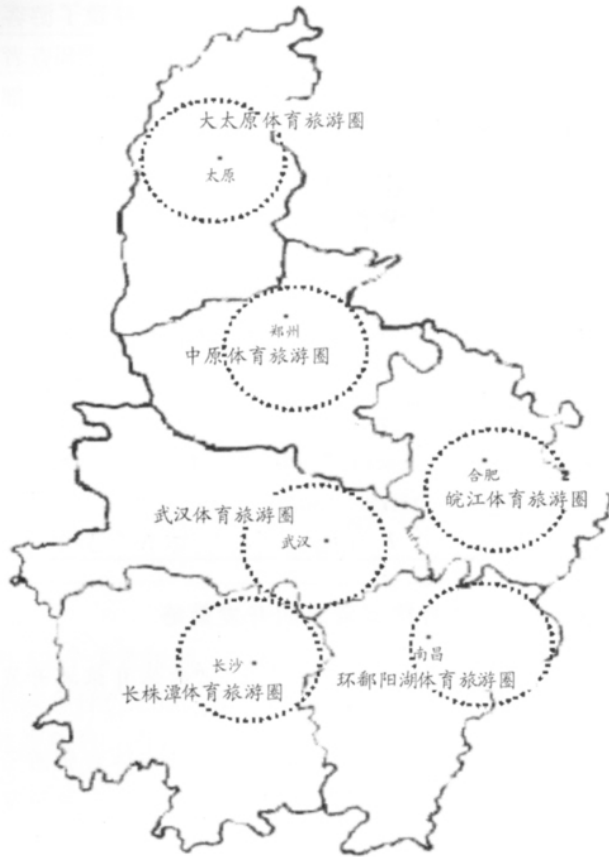 大太原体育旅游圈
太原
郑州
中原体育旅游圈
合肥
皖江体育旅游圈
武汉体育旅游圈
武汉
南昌
长沙
环鄱阳湖体育旅游圈
长株潭体育旅游圈